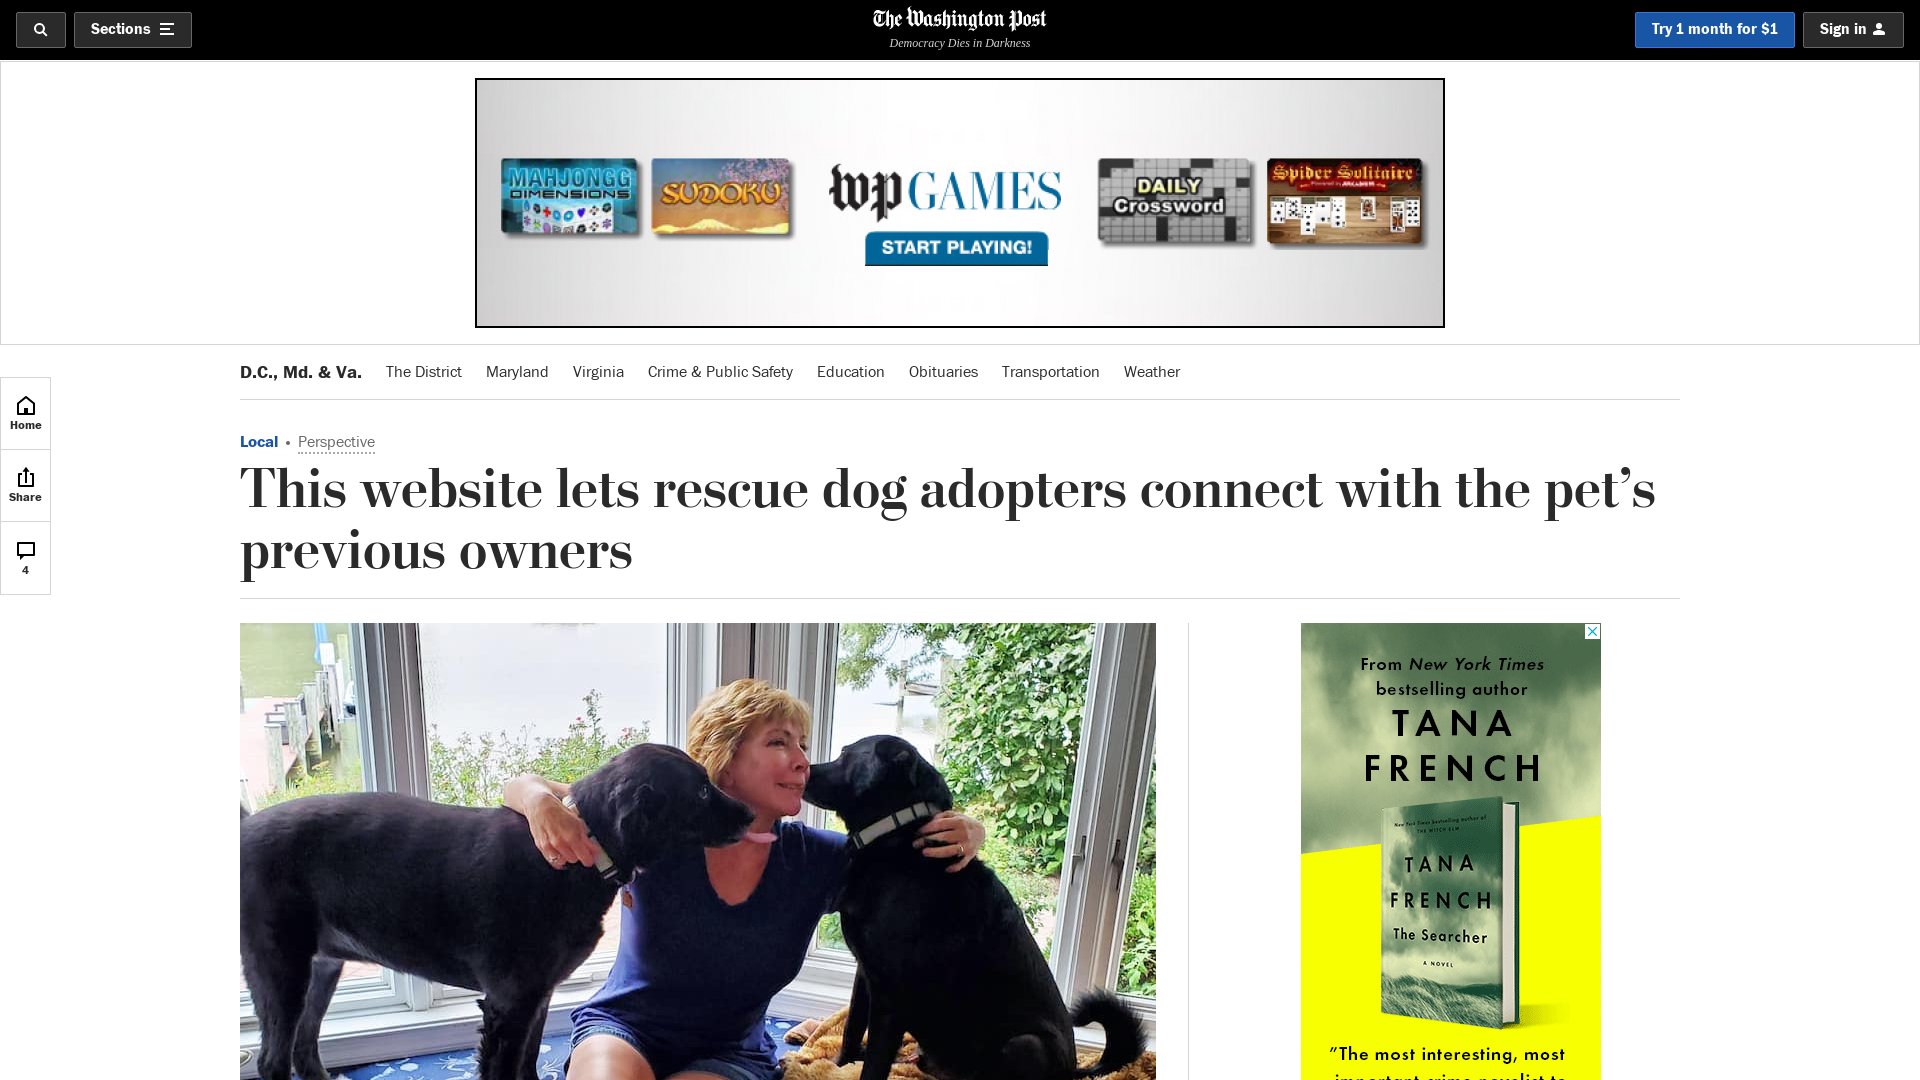 Sections
The Washington Post
Democracy Dies in Darkness
Try 1 month for $1
Sign in
MAHJONGG
DIMENSIONS
SUDOKU
wp GAMES
START PLAYING!
DAILY
Crossword
Spider Solitaire
D.C., Md. & Va.
The District
Maryland
Virginia
Crime & Public Safety
Education
Obituaries
Transportation
Weather
Home
Share
4
Local • Perspective
This website lets rescue dog adopters connect with the pet’s
previous owners
From New York Times
bestselling author
TANA
FRENCH
New York Times bestselling author of
THE WITCH ELM
TANA
FRENCH
The Searcher
A NOVEL
”The most interesting, most
important crime novelist to